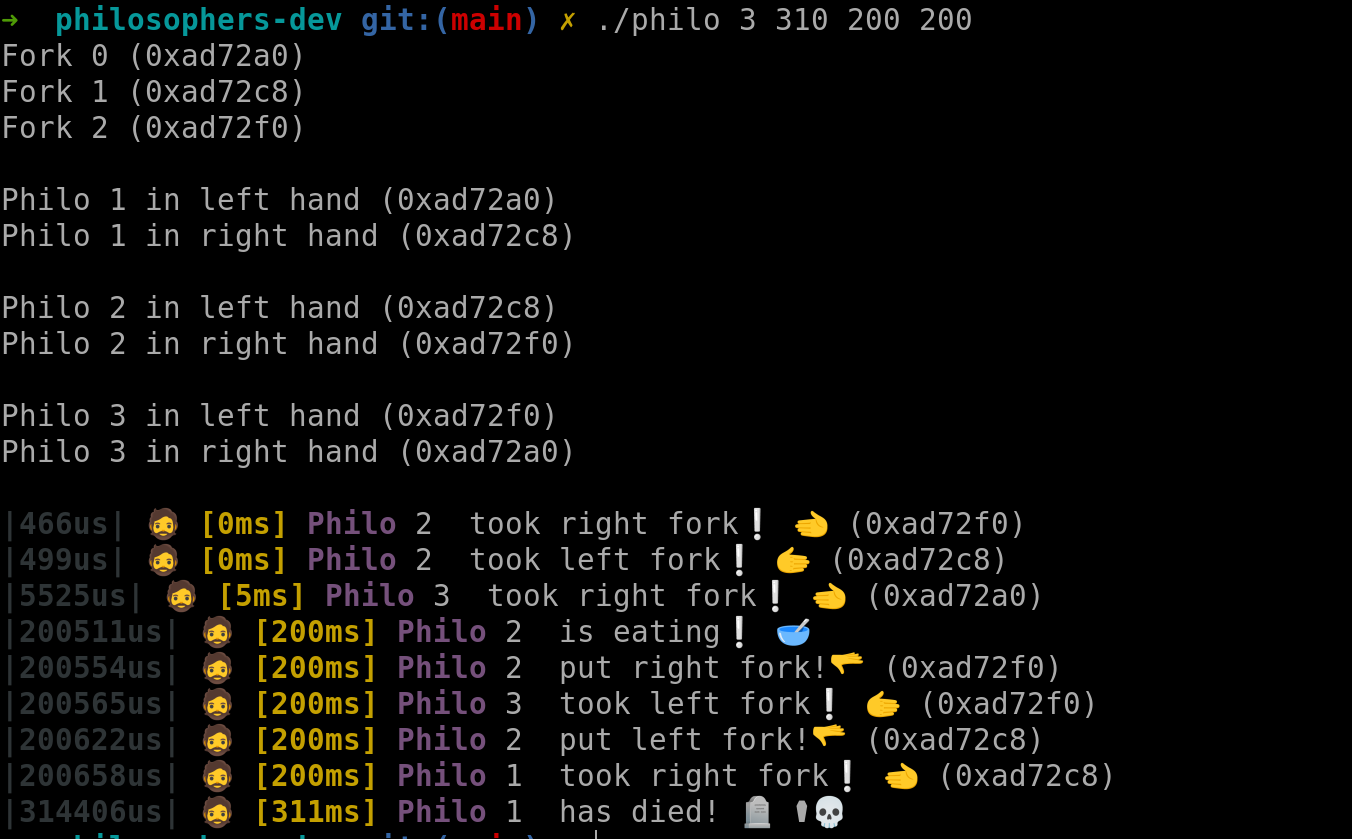 ➜ philosophers-dev git:(main) ✗ ./philo 3 310 200 200
Fork 0 (0xad72a0)
Fork 1 (0xad72c8)
Fork 2 (0xad72f0)
Philo 1 in left hand (0xad72a0)
Philo 1 in right hand (0xad72c8)
Philo 2 in left hand (0xad72c8)
Philo 2 in right hand (0xad72f0)
Philo 3 in left hand (0xad72f0)
Philo 3 in right hand (0xad72a0)
|466us| 🧔 [0ms] Philo 2 took right fork❕ 🫲 (0xad72f0)
|499us| 🧔 [0ms] Philo 2 took left fork❕ 🫱 (0xad72c8)
|5525us| 🧔 [5ms] Philo 3 took right fork❕ 🫲 (0xad72a0)
|200511us| 🧔 [200ms] Philo 2 is eating❕ 🥣
|200554us| 🧔 [200ms] Philo 2 put right fork!🫳 (0xad72f0)
|200565us| 🧔 [200ms] Philo 3 took left fork❕ 🫱 (0xad72f0)
|200622us| 🧔 [200ms] Philo 2 put left fork!🫳 (0xad72c8)
|200658us| 🧔 [200ms] Philo 1 took right fork❕ 🫲 (0xad72c8)
|314406us| 🧔 [311ms] Philo 1 has died! 🪦 ⚰💀